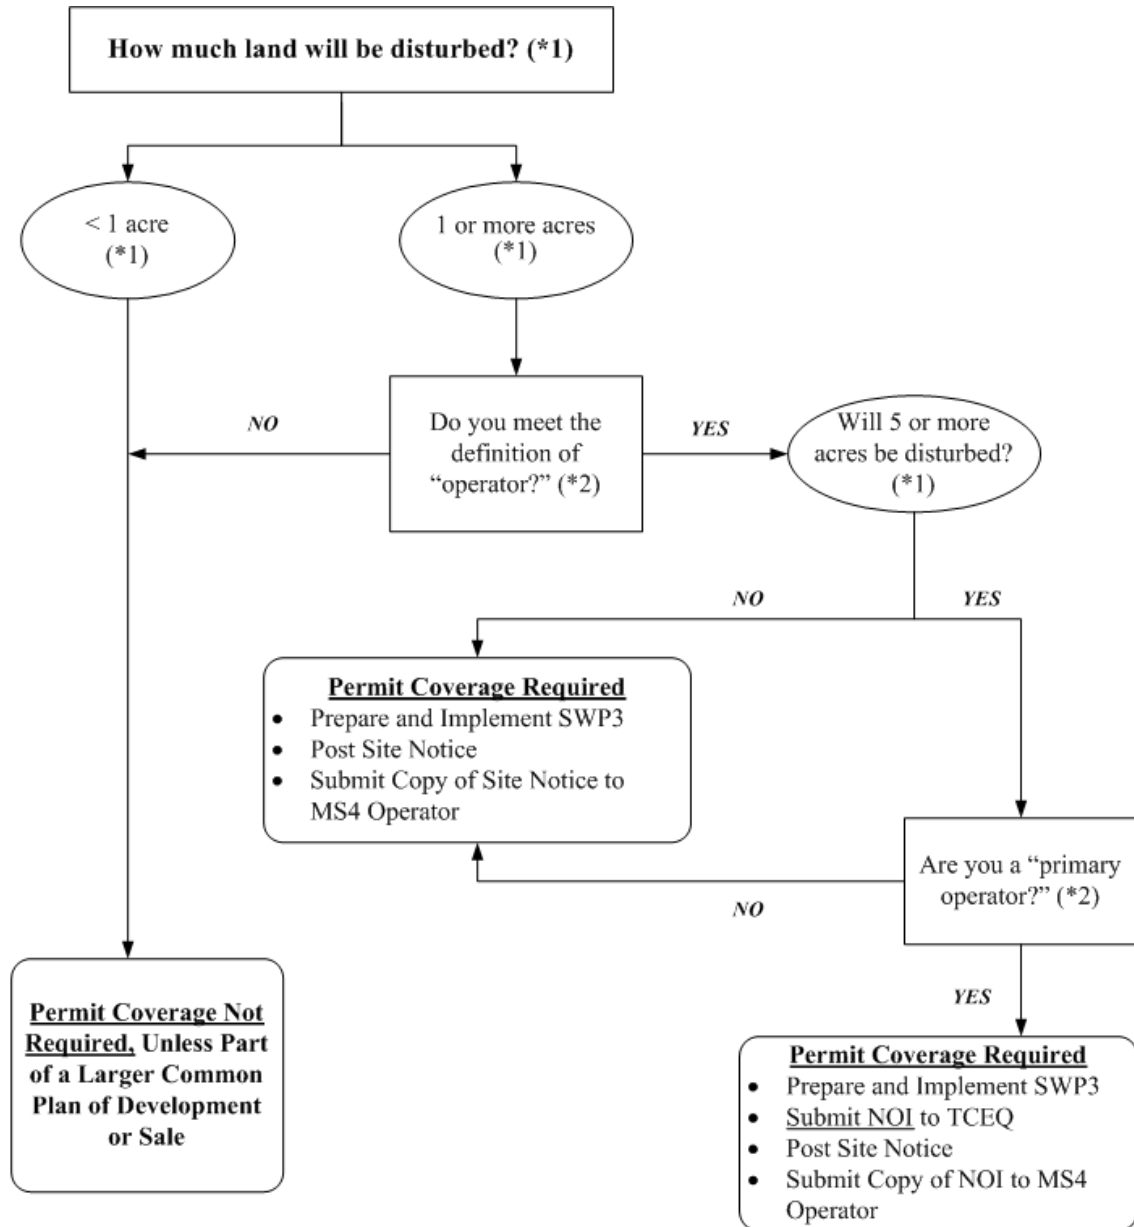 How much land will be disturbed? (*1)
< 1 acre
(*1)
1 or more acres
(*1)
Do you meet the
definition of
“operator?” (*2)
NO
YES
Will 5 or more
acres be disturbed?
(*1)
NO
YES
Permit Coverage Required
• Prepare and Implement SWP3
• Post Site Notice
• Submit Copy of Site Notice to
MS4 Operator
Are you a “primary
operator?” (*2)
NO
YES
Permit Coverage Not
Required, Unless Part
of a Larger Common
Plan of Development
or Sale
Permit Coverage Required
• Prepare and Implement SWP3
• Submit NOI to TCEQ
• Post Site Notice
• Submit Copy of NOI to MS4
Operator